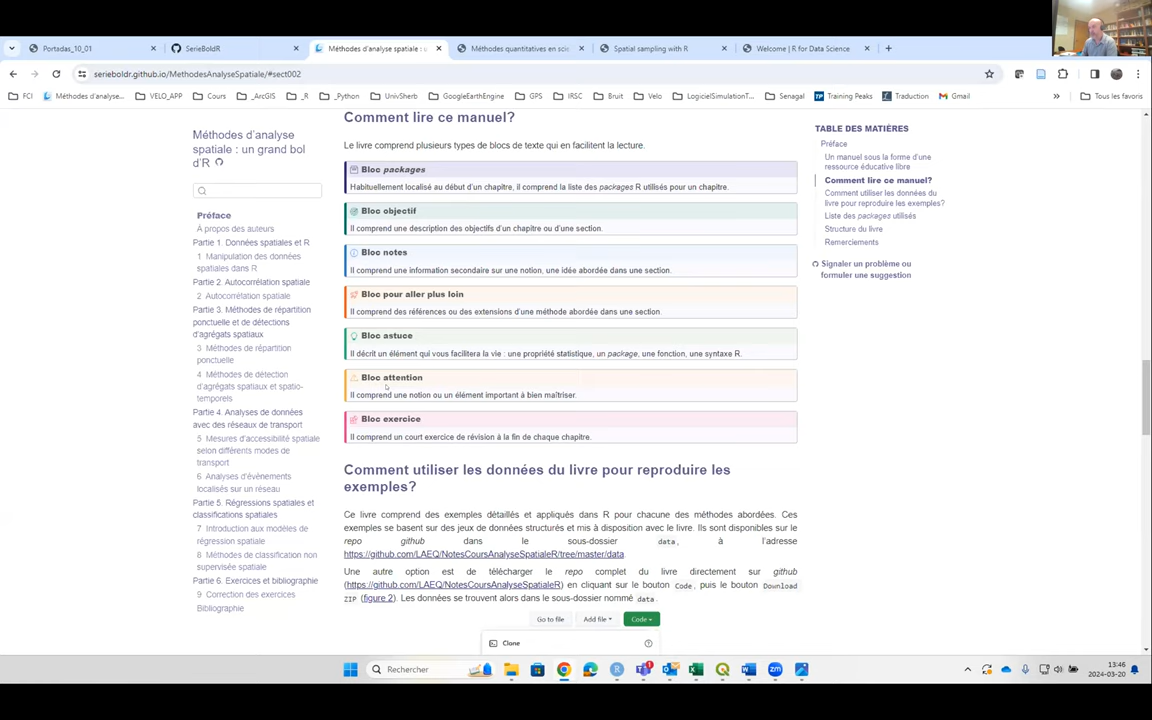 Portadas_10_01
SerieBoldR
Méthodes d'analyse spatiale : u
Méthodes quantitatives en scie
Spatial sampling with R
Welcome | R for Data Science
serieboldr.github.io/MethodesAnalyseSpatiale/#sect002
FCI
Méthodes d'analyse...
VELO_APP
Cours
_ArcGIS
_R
_Python
UnivSherb
GoogleEarthEngine
GPS
IRSC
Bruit
Velo
LogicielSimulationT...
Senagal
Training Peaks
Traduction
Gmail
»
Tous les favoris
Méthodes d'analyse
spatiale : un grand bol
d'R
Préface
À propos des auteurs
Partie 1. Données spatiales et R
1 Manipulation des données
spatiales dans R
Partie 2. Autocorrélation spatiale
2 Autocorrélation spatiale
Partie 3. Méthodes de répartition
ponctuelle et de détections
d'agrégats spatiaux
3 Méthodes de répartition
ponctuelle
4 Méthodes de détection
d'agrégats spatiaux et spatio-
temporels
Partie 4. Analyses de données
avec des réseaux de transport
5 Mesures d'accessibilité spatiale
selon différents modes de
transport
6 Analyses d'évènements
localisés sur un réseau
Partie 5. Régressions spatiales et
classifications spatiales
7 Introduction aux modèles de
régression spatiale
8 Méthodes de classification non
supervisée spatiale
Partie 6. Exercices et bibliographie
9 Correction des exercices
Bibliographie
Comment lire ce manuel?
Le livre comprend plusieurs types de blocs de texte qui en facilitent la lecture.
Bloc packages
Habituellement localisé au début d'un chapitre, il comprend la liste des packages R utilisés pour un chapitre.
Bloc objectif
Il comprend une description des objectifs d'un chapitre ou d'une section.
Bloc notes
Il comprend une information secondaire sur une notion, une idée abordée dans une section.
Bloc pour aller plus loin
Il comprend des références ou des extensions d'une méthode abordée dans une section.
Bloc astuce
Il décrit un élément qui vous facilitera la vie : une propriété statistique, un package, une fonction, une syntaxe R.
Bloc attention
Il comprend une notion ou un élément important à bien maîtriser.
Bloc exercice
Il comprend un court exercice de révision à la fin de chaque chapitre.
Comment utiliser les données du livre pour reproduire les
exemples?
Ce livre comprend des exemples détaillés et appliqués dans R pour chacune des méthodes abordées. Ces
exemples se basent sur des jeux de données structurés et mis à disposition avec le livre. Ils sont disponibles sur le
repo github dans le sous-dossier data, à l'adresse
https://github.com/LAEQ/NotesCoursAnalyseSpatialeR/tree/master/data.
Une autre option est de télécharger le repo complet du livre directement sur github
(https://github.com/LAEQ/NotesCoursAnalyseSpatialeR) en cliquant sur le bouton Code, puis le bouton Download
ZIP (figure 2). Les données se trouvent alors dans le sous-dossier nommé data.
Go to file
Add file
Code
Clone
TABLE DES MATIÈRES
Préface
Un manuel sous la forme d'une
ressource éducative libre
Comment lire ce manuel?
Comment utiliser les données du
livre pour reproduire les exemples?
Liste des packages utilisés
Structure du livre
Remerciements
Signaler un problème ou
formuler une suggestion
Rechercher
13:46
2024-03-20